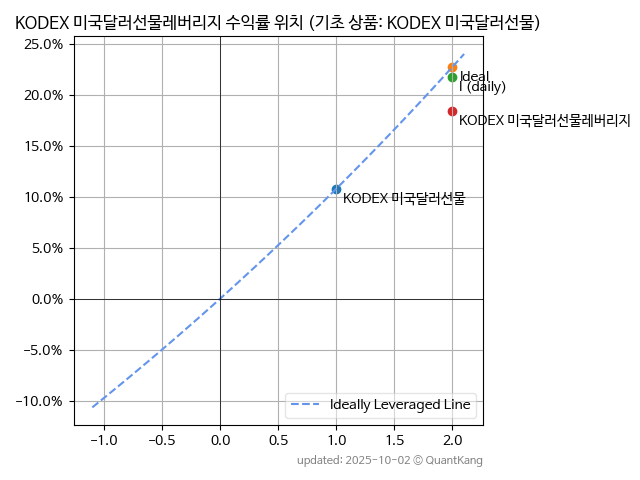 KODEX 미국달러선물레버리지 수익률 위치 (기초 상품: KODEX 미국달러선물)
25.0%
20.0%
15.0%
10.0%
5.0%
0.0%
-5.0%
-10.0%
Ideal
(daily)
KODEX 미국달러선물레버리지
KODEX 미국달러선물
Ideally Leveraged Line
-1.0
-0.5
0.0
0.5
1.0
1.5
2.0
updated: 2025-10-02 © QuantKang